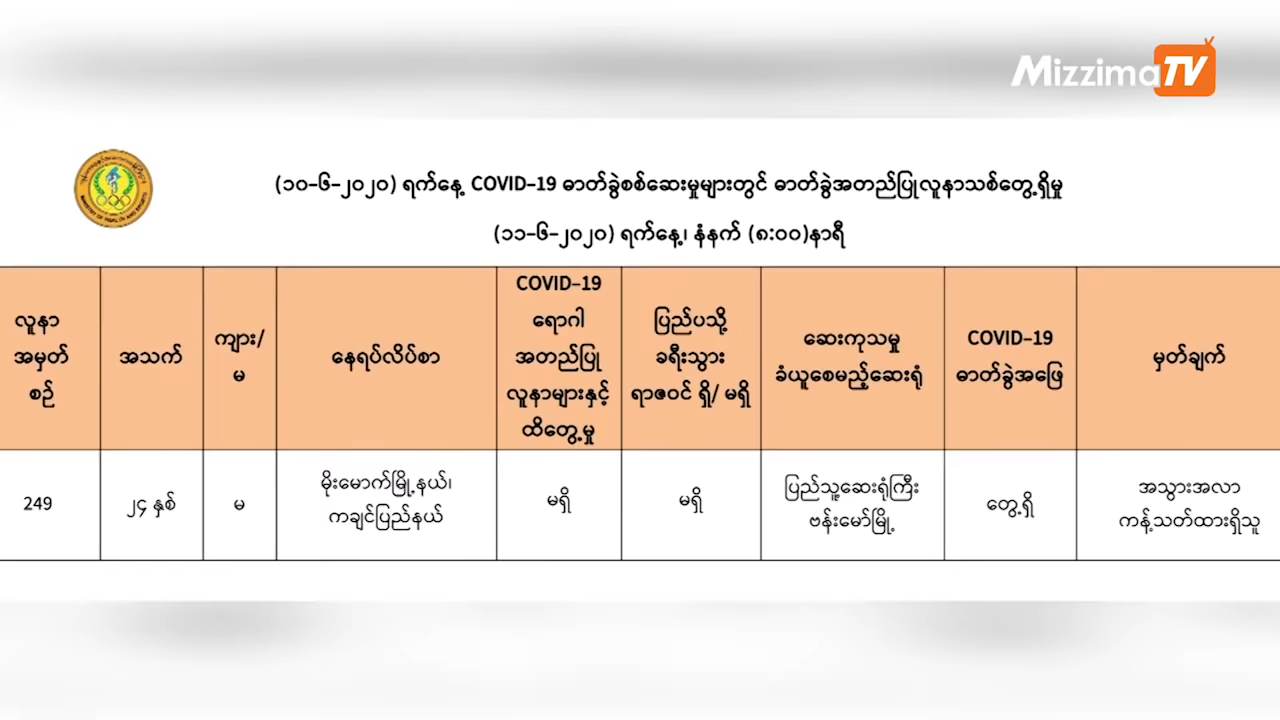 Mizzima TV
(၁၀-၆-၂၀၂၀) ရက်နေ့ COVID-19 ဓာတ်ခွဲစစ်ဆေးမှုများတွင် ဓာတ်ခွဲအတည်ပြုလူနာသစ်တွေ့ရှိမှု
(၁၁-၆-၂၀၂၀) ရက်နေ့၊ နံနက် (၈:၀၀)နာရီ
လူနာ
အမှတ်
စဉ်
အသက်
ကျား/
မ
နေရပ်လိပ်စာ
COVID-19
ရောဂါ
အတည်ပြု
လူနာများနှင့်
ထိတွေ့မှု
ပြည်ပသို့
ခရီးသွား
ရာဇဝင် ရှိ/ မရှိ
ဆေးကုသမှု
ခံယူစေမည့်ဆေးရုံ
COVID-19
ဓာတ်ခွဲအဖြေ
မှတ်ချက်
249
၂၄ နှစ်
မ
မိုးမောက်မြို့နယ်၊
ကချင်ပြည်နယ်
မရှိ
မရှိ
ပြည်သူ့ဆေးရုံကြီး
ဗန်းမော်မြို့
တွေ့ရှိ
အသွားအလာ
ကန့်သတ်ထားရှိသူ